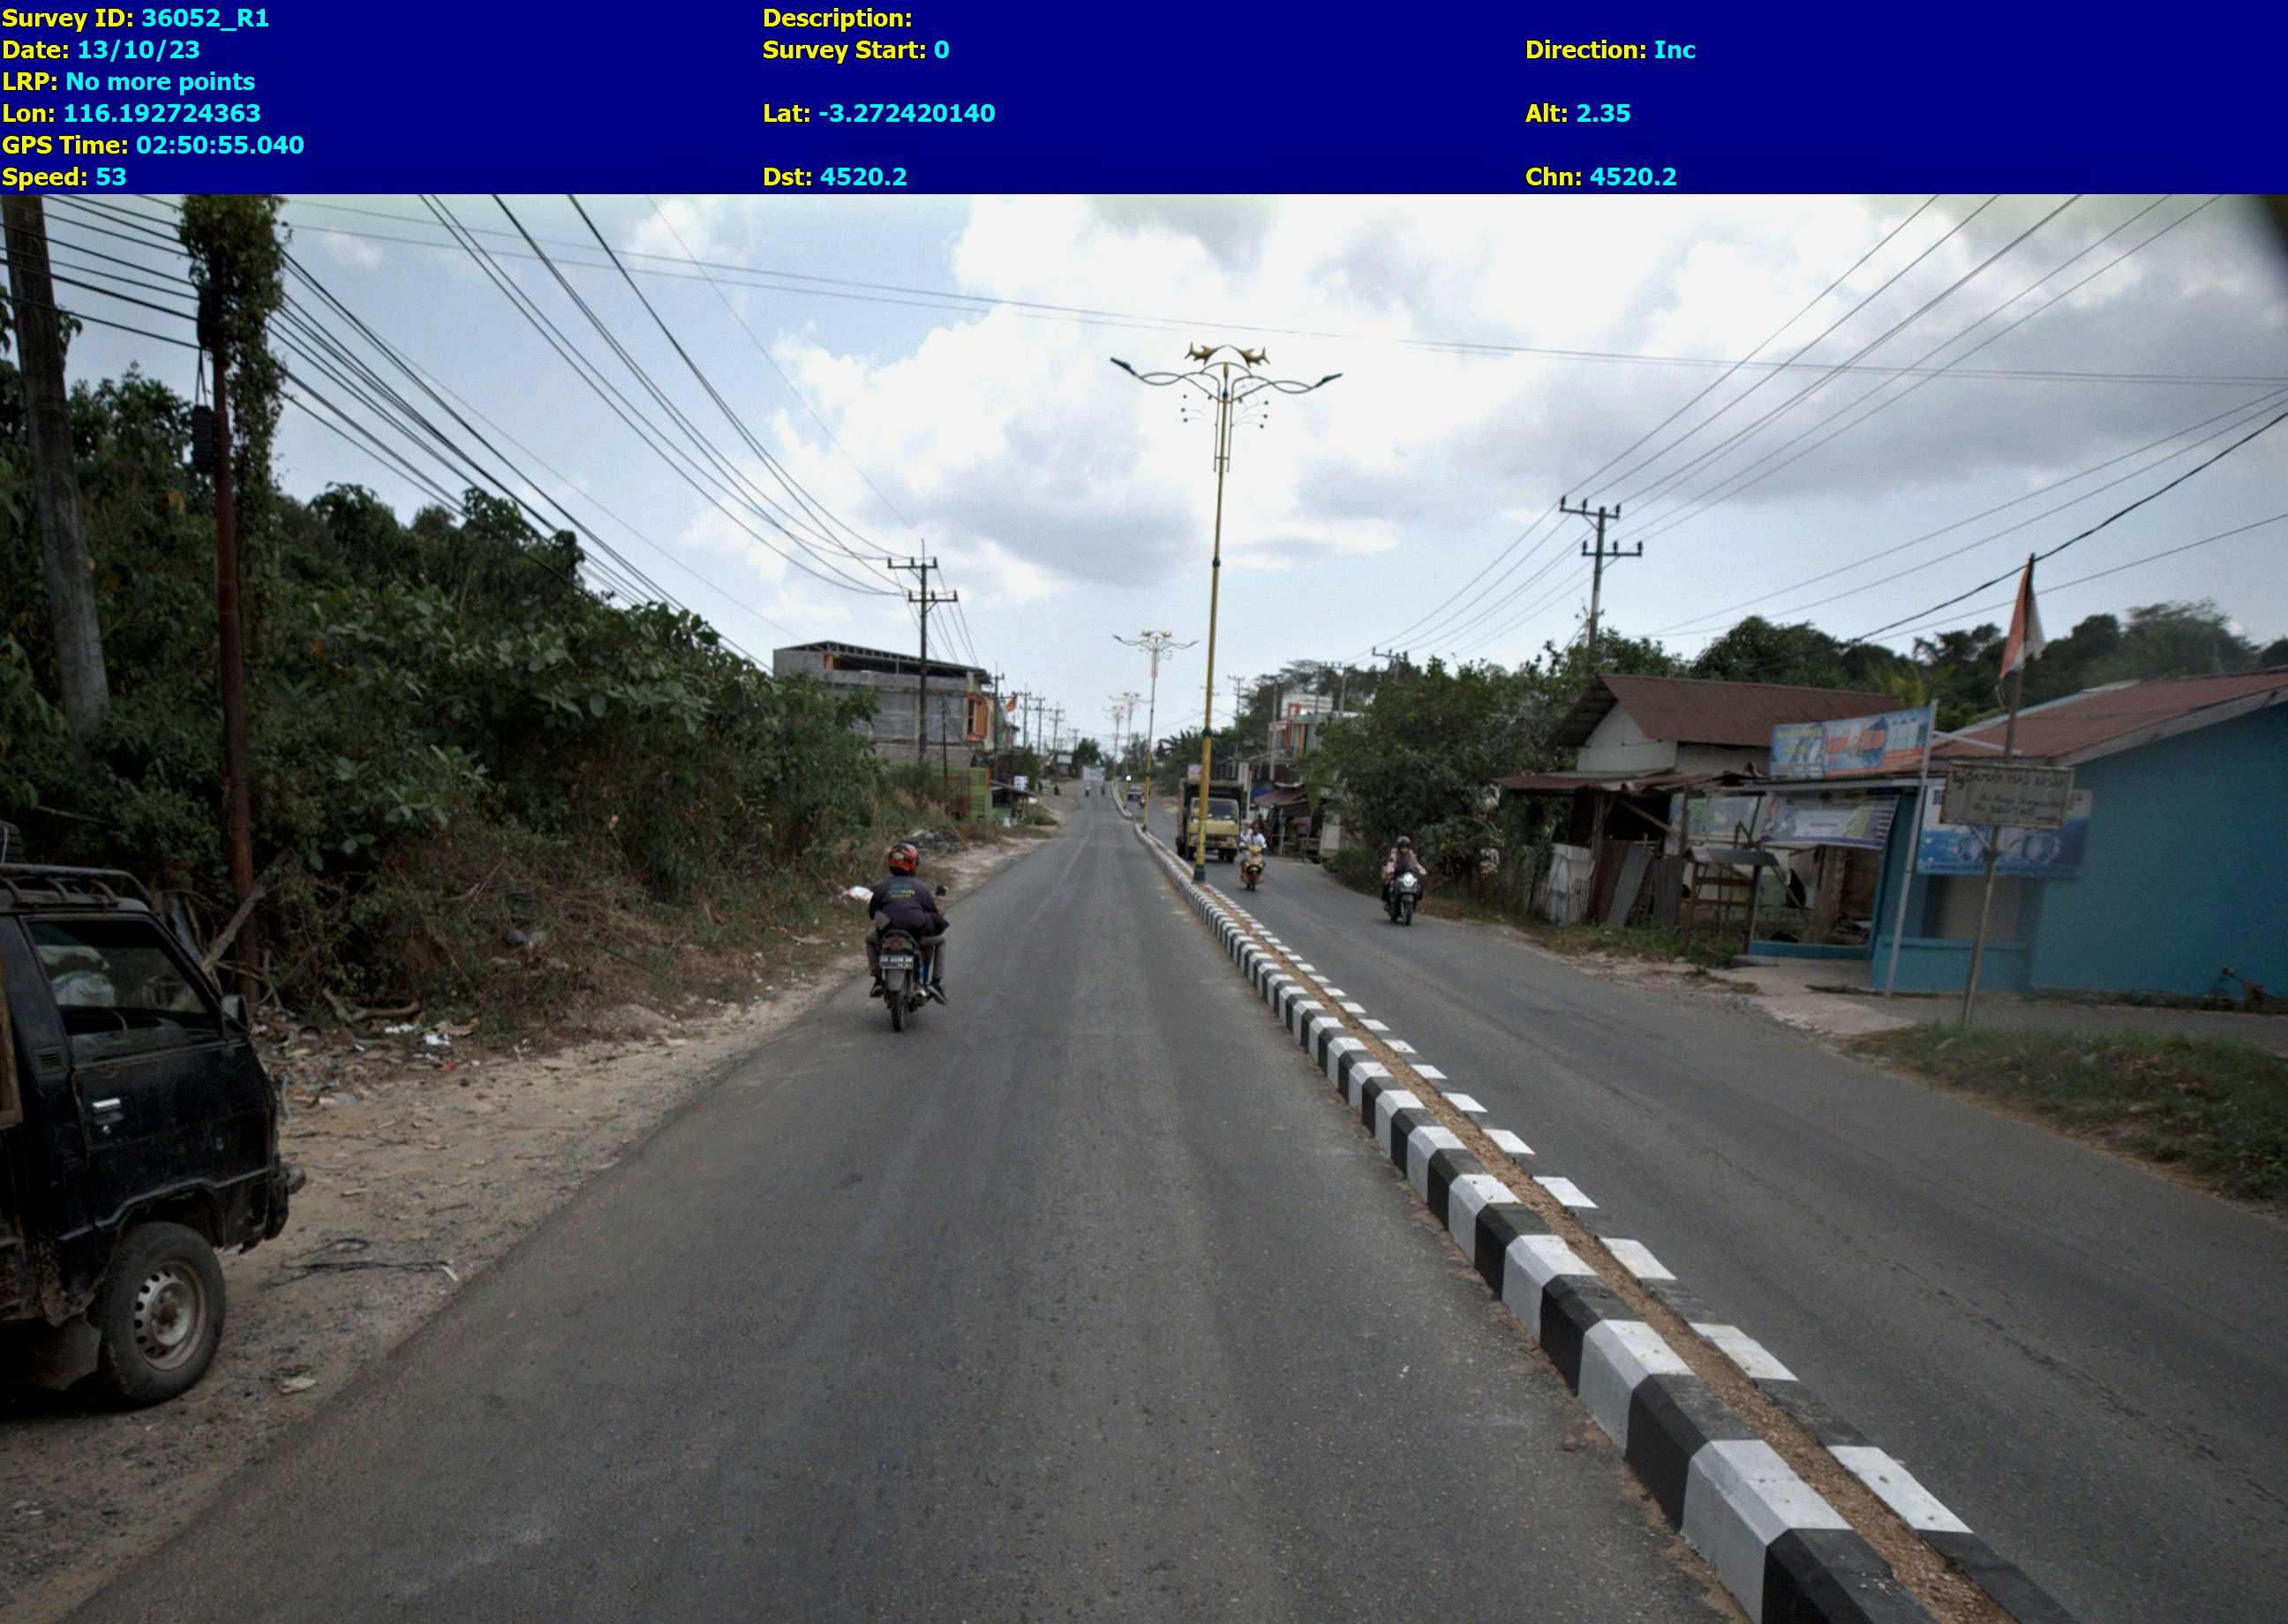 Survey ID: 36052_R1
Description:
Date: 13/10/23
Survey Start: 0
Direction: Inc
LRP: No more points
Lon: 116.192724363
Lat: -3.272420140
Alt: 2.35
GPS Time: 02:50:55.040
Speed: 53
Dst: 4520.2
Chn: 4520.2